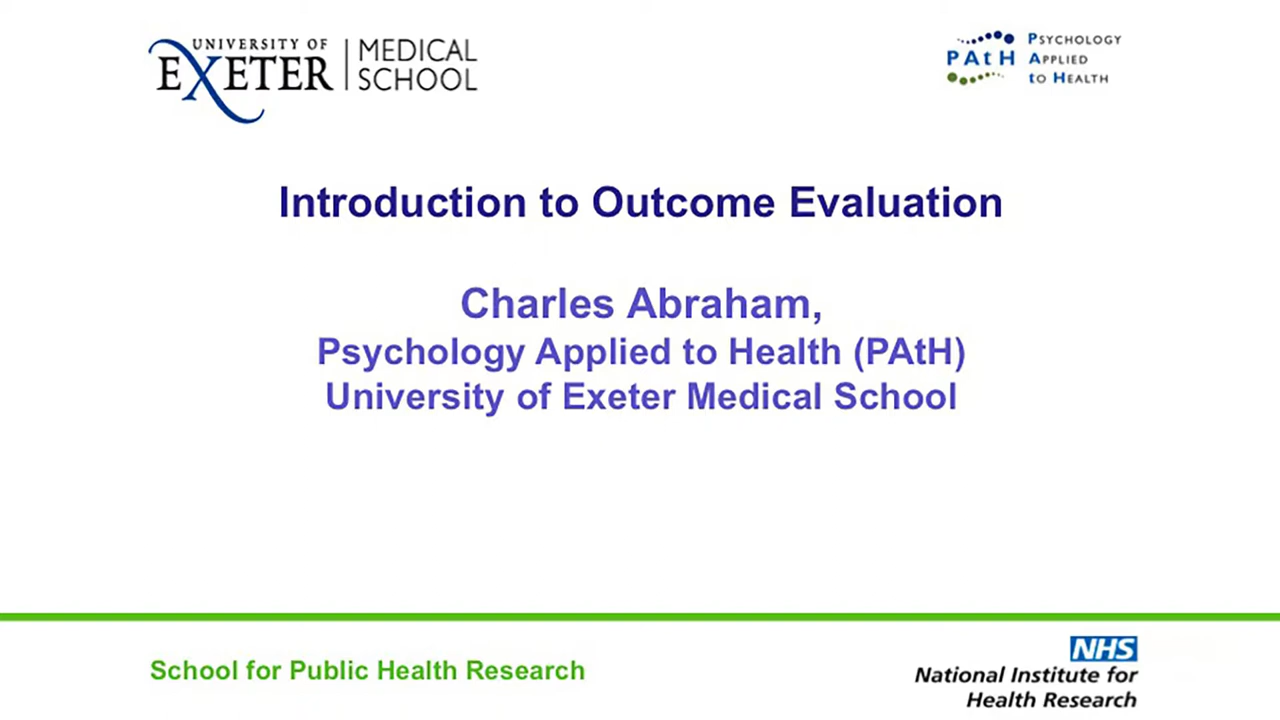 UNIVERSITY OF
EXETER
MEDICAL
SCHOOL
PAtH
PSYCHOLOGY
APPLIED
to HEALTH
Introduction to Outcome Evaluation
Charles Abraham,
Psychology Applied to Health (PAtH)
University of Exeter Medical School
School for Public Health Research
NHS
National Institute for
Health Research